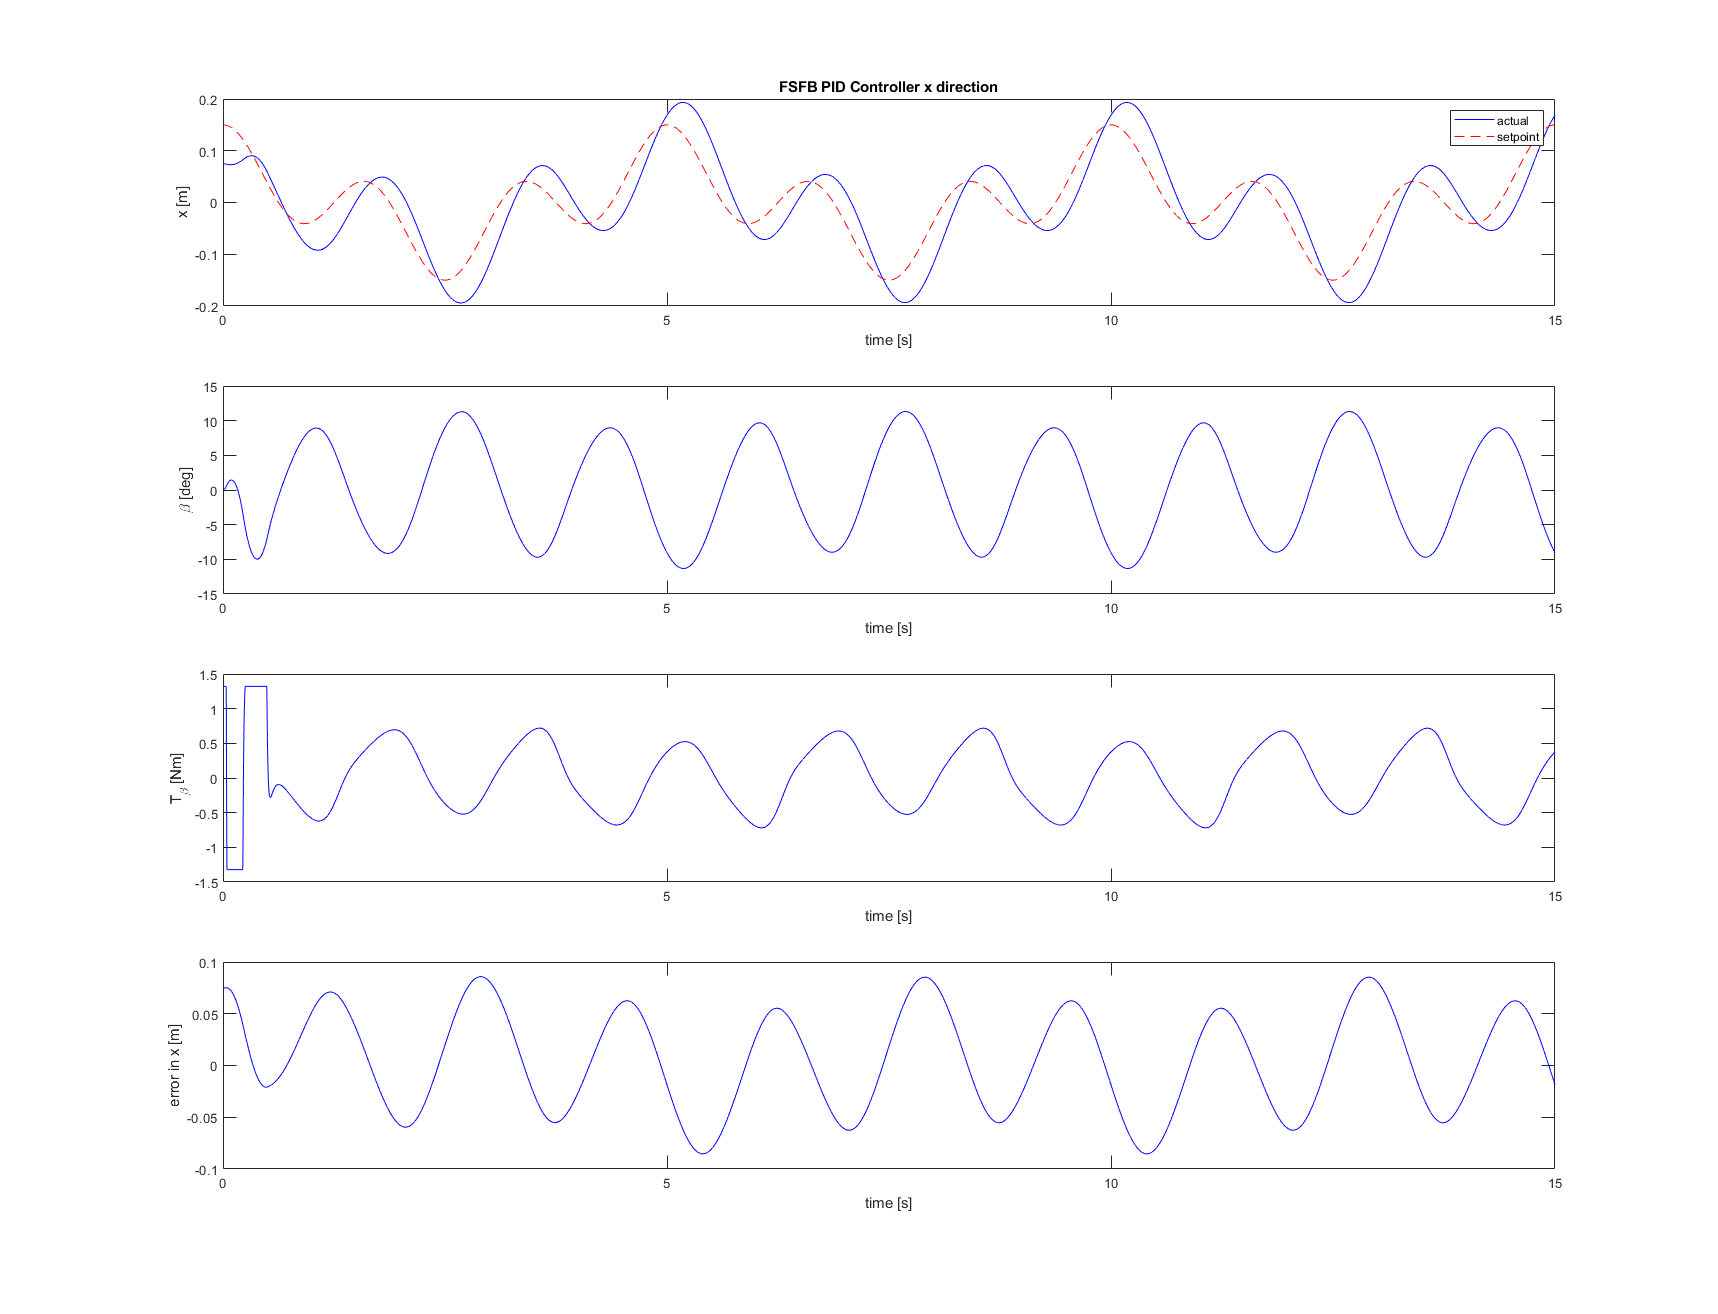 FSFB PID Controller x direction
0.2
0.1
0
-0.1
-0.2
x [m]
actual
setpoint
0 5 10 15
time [s]
15
10
5
0
-5
-10
-15
β [deg]
0 5 10 15
time [s]
1.5
1
0.5
0
-0.5
-1
-1.5
Tβ [Nm]
0 5 10 15
time [s]
0.1
0.05
0
-0.05
-0.1
error in x [m]
0 5 10 15
time [s]